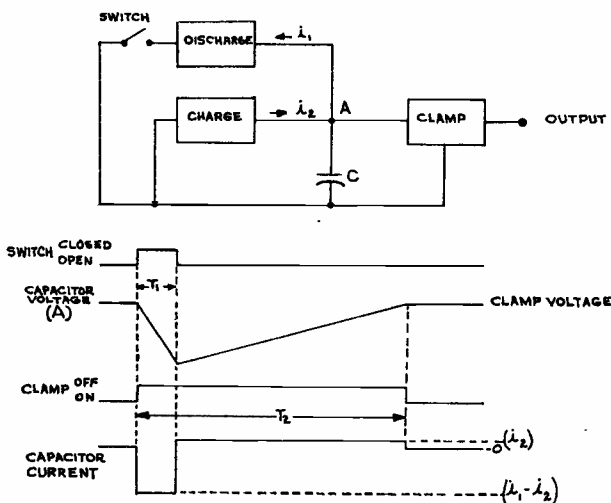 SWITCH
DISCHARGE
i₁
CHARGE
i₂
A
CLAMP
OUTPUT
C
SWITCH CLOSED
OPEN
T₁
CAPACITOR
VOLTAGE
(A)
CLAMP VOLTAGE
CLAMP OFF
ON
T₂
CAPACITOR
CURRENT
(i₂)
0
(i₁-i₂)